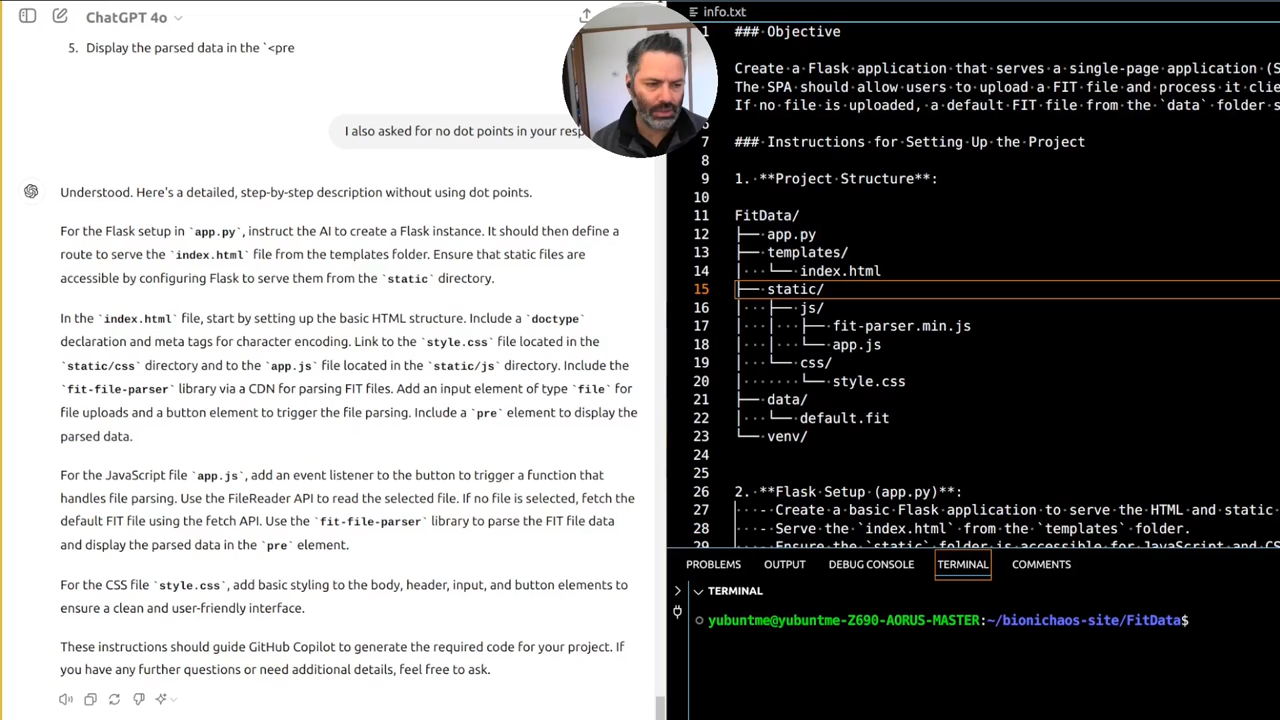 ChatGPT 4o
5. Display the parsed data in the `<pre
I also asked for no dot points in your resp
Understood. Here's a detailed, step-by-step description without using dot points.
For the Flask setup in `app.py`, instruct the AI to create a Flask instance. It should then define a
route to serve the `index.html` file from the templates folder. Ensure that static files are
accessible by configuring Flask to serve them from the `static` directory.
In the `index.html` file, start by setting up the basic HTML structure. Include a `doctype`
declaration and meta tags for character encoding. Link to the `style.css` file located in the
`static/css` directory and to the `app.js` file located in the `static/js` directory. Include the
`fit-file-parser` library via a CDN for parsing FIT files. Add an input element of type `file` for
file uploads and a button element to trigger the file parsing. Include a `pre` element to display the
parsed data.
For the JavaScript file `app.js`, add an event listener to the button to trigger a function that
handles file parsing. Use the FileReader API to read the selected file. If no file is selected, fetch the
default FIT file using the fetch API. Use the `fit-file-parser` library to parse the FIT file data
and display the parsed data in the `pre` element.
For the CSS file `style.css`, add basic styling to the body, header, input, and button elements to
ensure a clean and user-friendly interface.
These instructions should guide GitHub Copilot to generate the required code for your project. If
you have any further questions or need additional details, feel free to ask.
info.txt
1 ### Objective
Create a Flask application that serves a single-page application (S
The SPA should allow users to upload a FIT file and process it clie
If no file is uploaded, a default FIT file from the `data` folder s
7 ### Instructions for Setting Up the Project
8
9 1. **Project Structure**:
10
11 FitData/
12 ├── app.py
13 ├── templates/
14 │   └── index.html
15 ├── static/
16 │   ├── js/
17 │   │   ├── fit-parser.min.js
18 │   │   └── app.js
19 │   └── css/
20 │       └── style.css
21 ├── data/
22 │   └── default.fit
23 └── venv/
24
25
26 2. **Flask Setup (app.py)**:
27 - Create a basic Flask application to serve the HTML and static
28 - Serve the `index.html` from the `templates` folder.
29 - Ensure the `static` folder is accessible for JavaScript and CS
PROBLEMS OUTPUT DEBUG CONSOLE TERMINAL COMMENTS
TERMINAL
yubuntme@yubuntme-Z690-AORUS-MASTER:~/bionichaos-site/FitData$